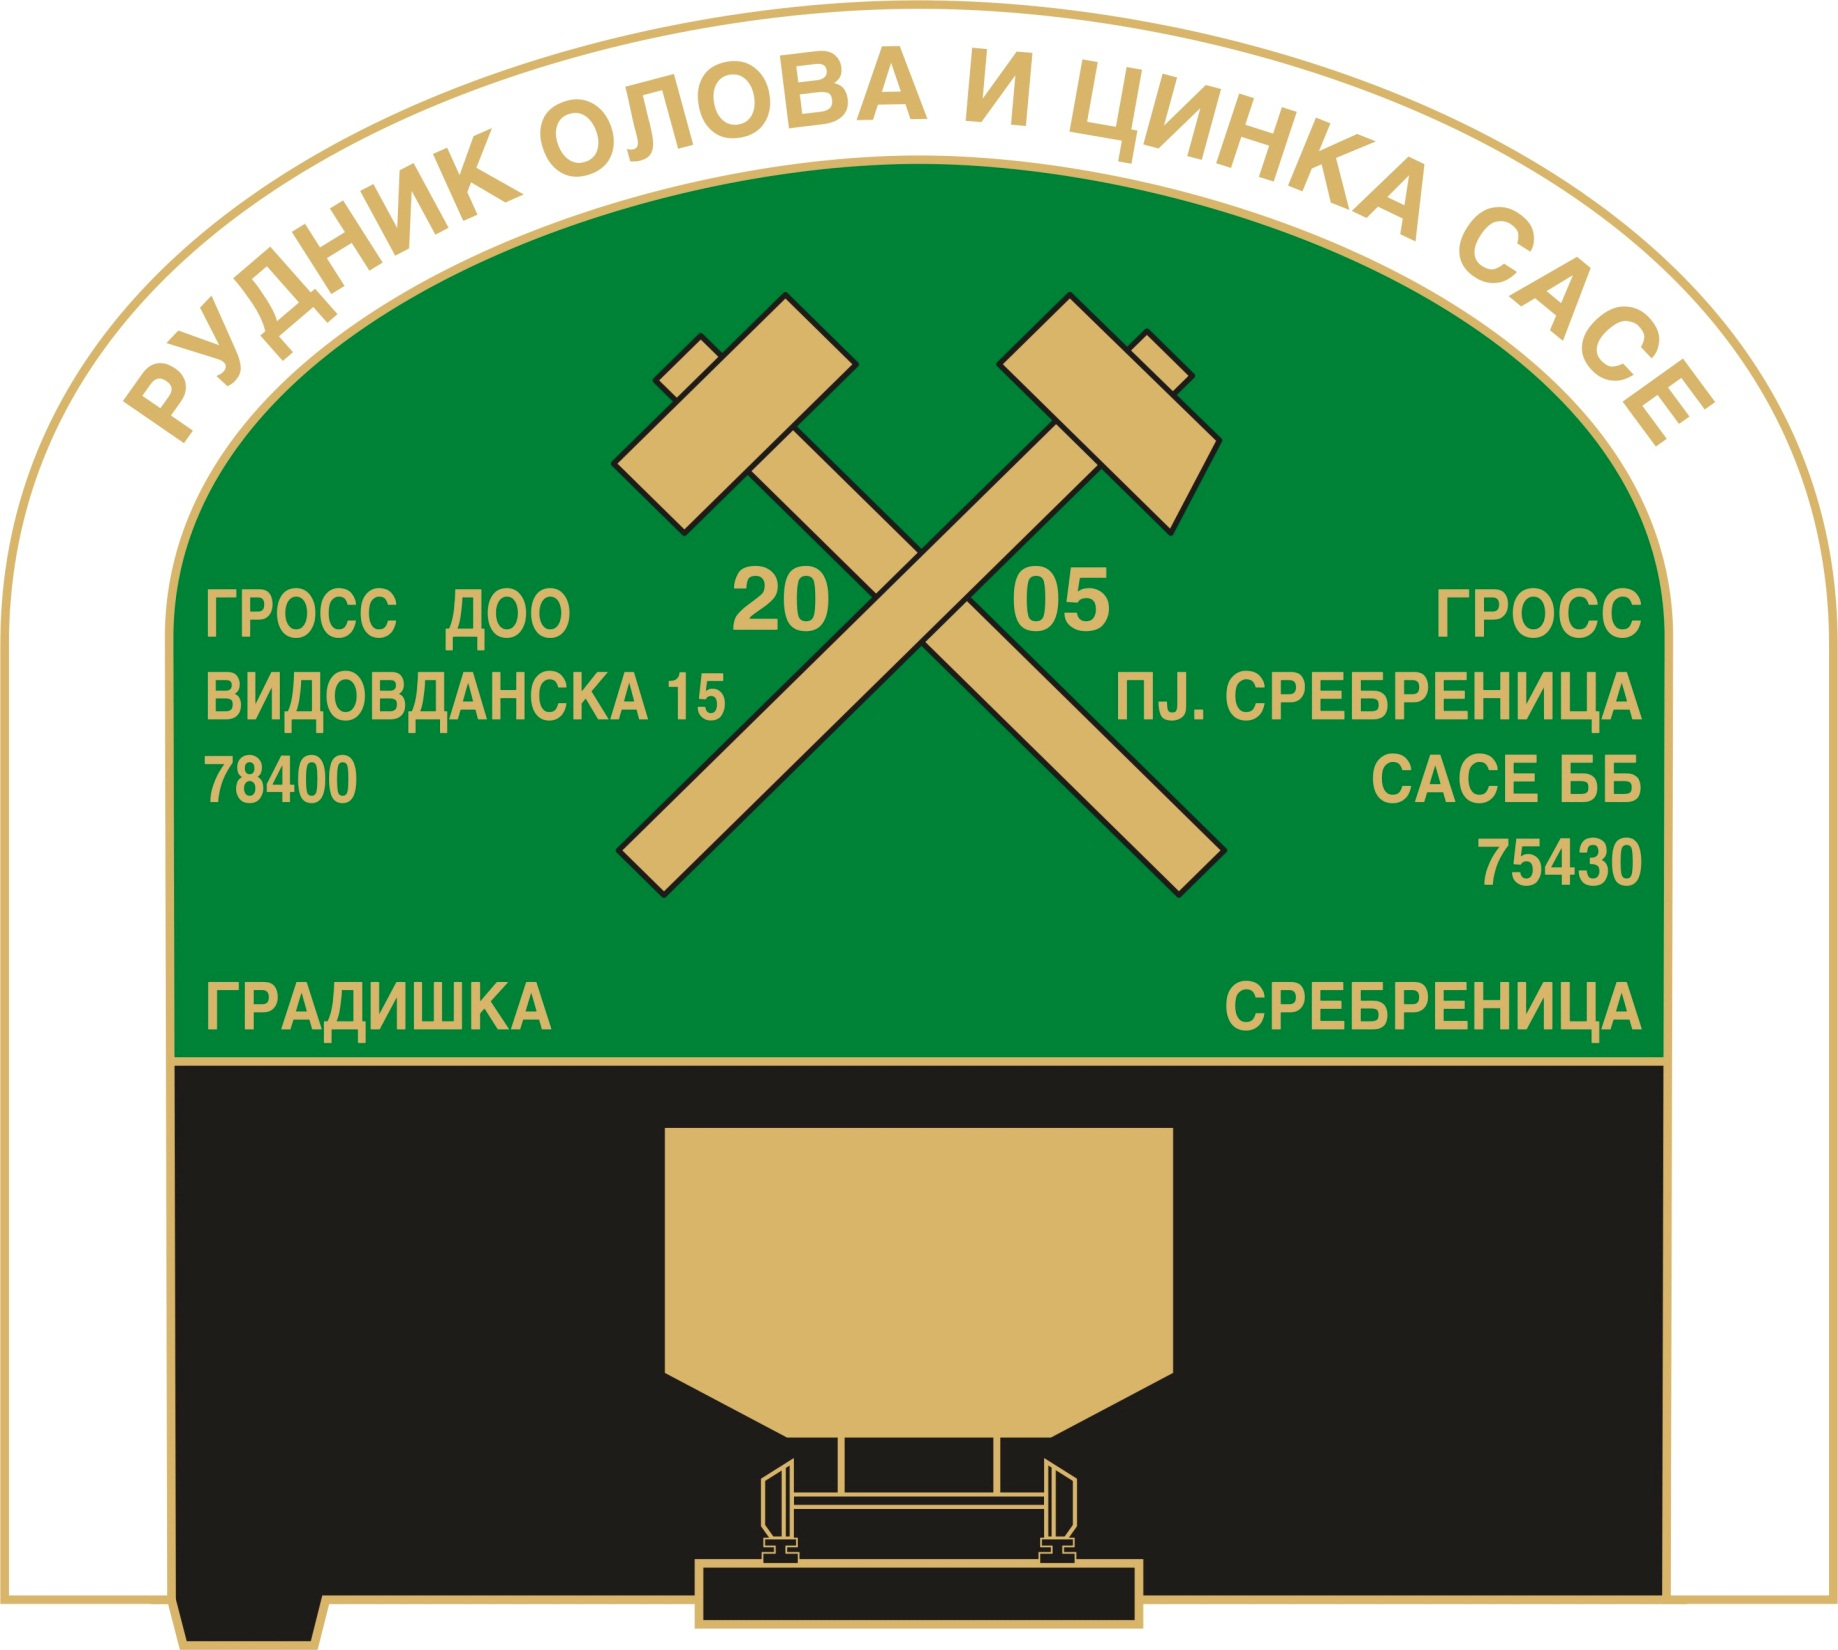 РУДНИК ОЛОВА И ЦИНКА САСЕ
20 05
ГРОСС ДОО
ВИДОВДАНСКА 15
78400
ГРАДИШКА
ГРОСС
ПЈ. СРЕБРЕНИЦА
САСЕ ББ
75430
СРЕБРЕНИЦА